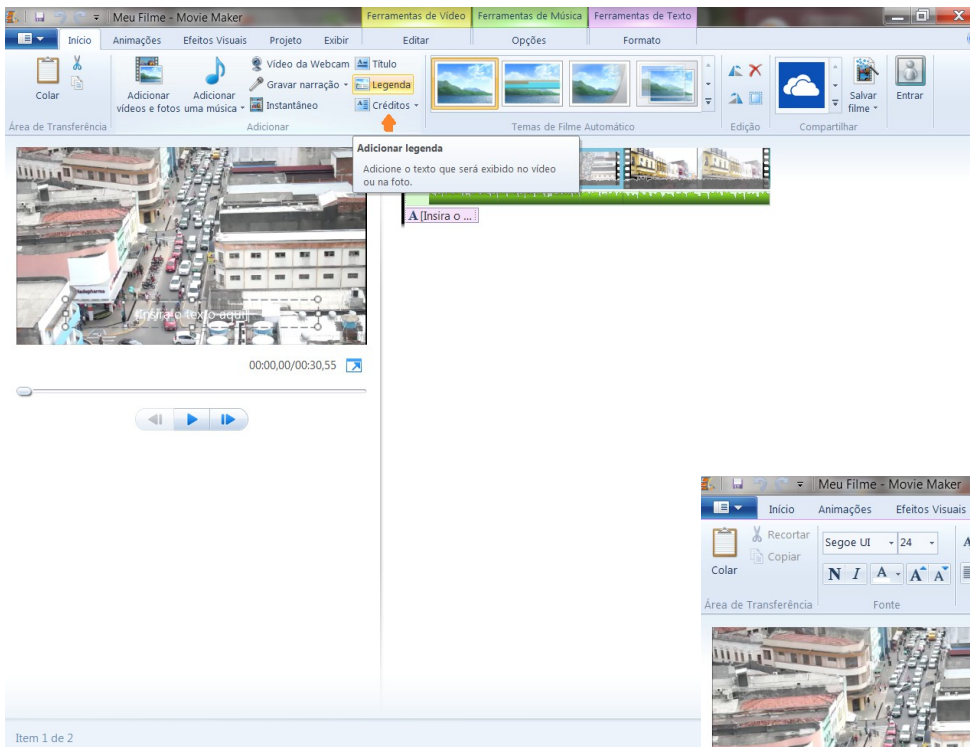 Meu Filme - Movie Maker
Ferramentas de Vídeo Ferramentas de Música Ferramentas de Texto
Início Animações Efeitos Visuais Projeto Exibir Editar Opções Formato
Colar
Adicionar vídeos e fotos
Adicionar uma música
Vídeo da Webcam
Gravar narração
Instantâneo
Título
Legenda
Créditos
Salvar filme
Entrar
Área de Transferência Adicionar Temas de Filme Automático Edição Compartilhar
Adicionar legenda
Adicione o texto que será exibido no vídeo
ou na foto.
A [Insira o ...
Insira o texto aqui
00:00,00/00:30,55
Item 1 de 2
Meu Filme - Movie Maker
Início Animações Efeitos Visuais
Colar
Recortar
Copiar
Segoe UI 24
N I A A A
Área de Transferência Fonte